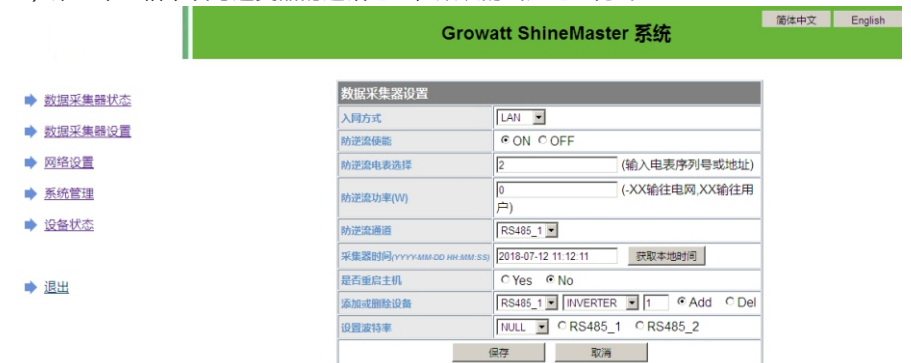 Growatt ShineMaster 系统
简体中文 English
数据采集器状态
数据采集器设置
网络设置
系统管理
设备状态
退出
数据采集器设置
入网方式 LAN
防逆流使能 ON OFF
防逆流电表选择 2 (输入电表序列号或地址)
防逆流功率(W) 0 (-XX输往电网,XX输往用
户)
防逆流通道 RS485_1
采集器时间(YYYY-MM-DD HH:MM:SS) 2018-07-12 11:12:11 获取本地时间
是否重启主机 Yes No
添加或删除设备 RS485_1 INVERTER 1 Add Del
设置波特率 NULL RS485_1 RS485_2
保存 取消